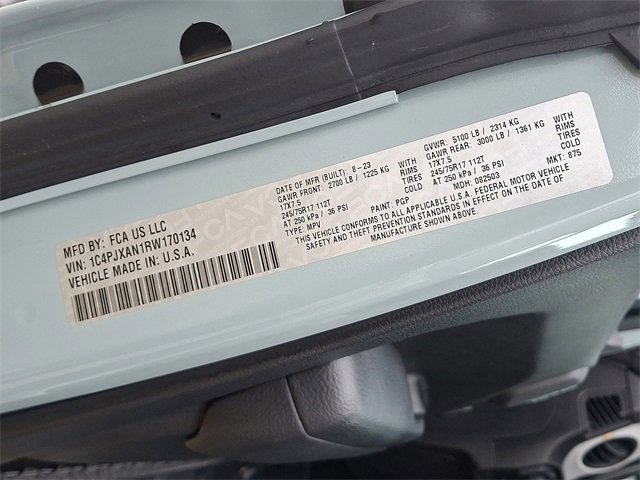 MFD BY: FCA US LLC
VIN: 1C4PJXAN1RW170134
VEHICLE MADE IN: U.S.A.
DATE OF MFR (BUILT): 8-23
GAWR FRONT: 2700 LB / 1225 KG WITH
17X7.5 RIMS
245/75R17 112T TIRES
AT 250 kPa / 36 PSI COLD
TYPE: MPV PAINT: PGP
GVWR: 5100 LB / 2314 KG
GAWR REAR: 3000 LB / 1361 KG WITH
17X7.5 RIMS
245/75R17 112T TIRES
AT 250 kPa / 36 PSI COLD
MDH: 082503 MKT: 875
THIS VEHICLE CONFORMS TO ALL APPLICABLE U.S. FEDERAL MOTOR VEHICLE
SAFETY AND THEFT PREVENTION STANDARDS IN EFFECT ON THE DATE OF
MANUFACTURE SHOWN ABOVE.